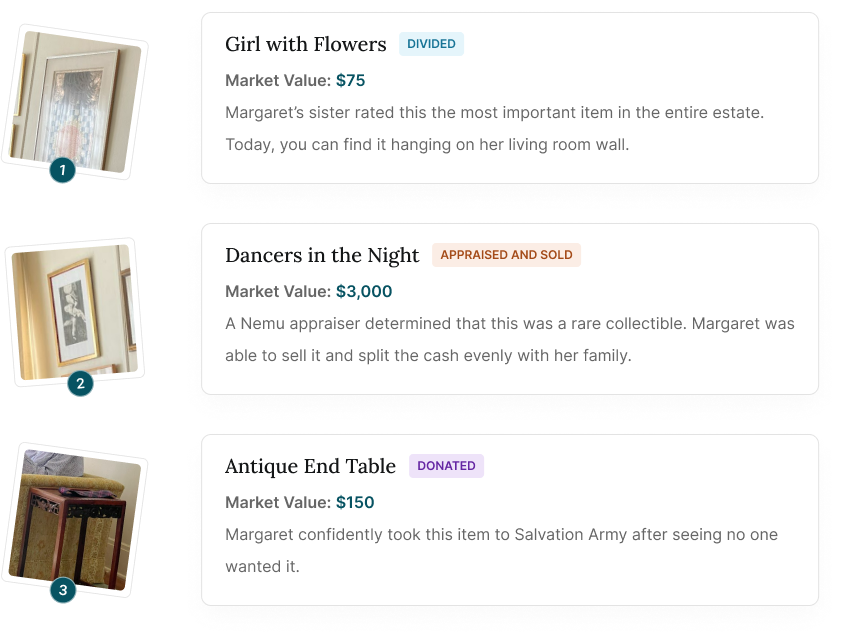 Girl with Flowers DIVIDED
Market Value: $75
Margaret’s sister rated this the most important item in the entire estate.
Today, you can find it hanging on her living room wall.
1
Dancers in the Night APPRAISED AND SOLD
Market Value: $3,000
A Nemu appraiser determined that this was a rare collectible. Margaret was
able to sell it and split the cash evenly with her family.
2
Antique End Table DONATED
Market Value: $150
Margaret confidently took this item to Salvation Army after seeing no one
wanted it.
3